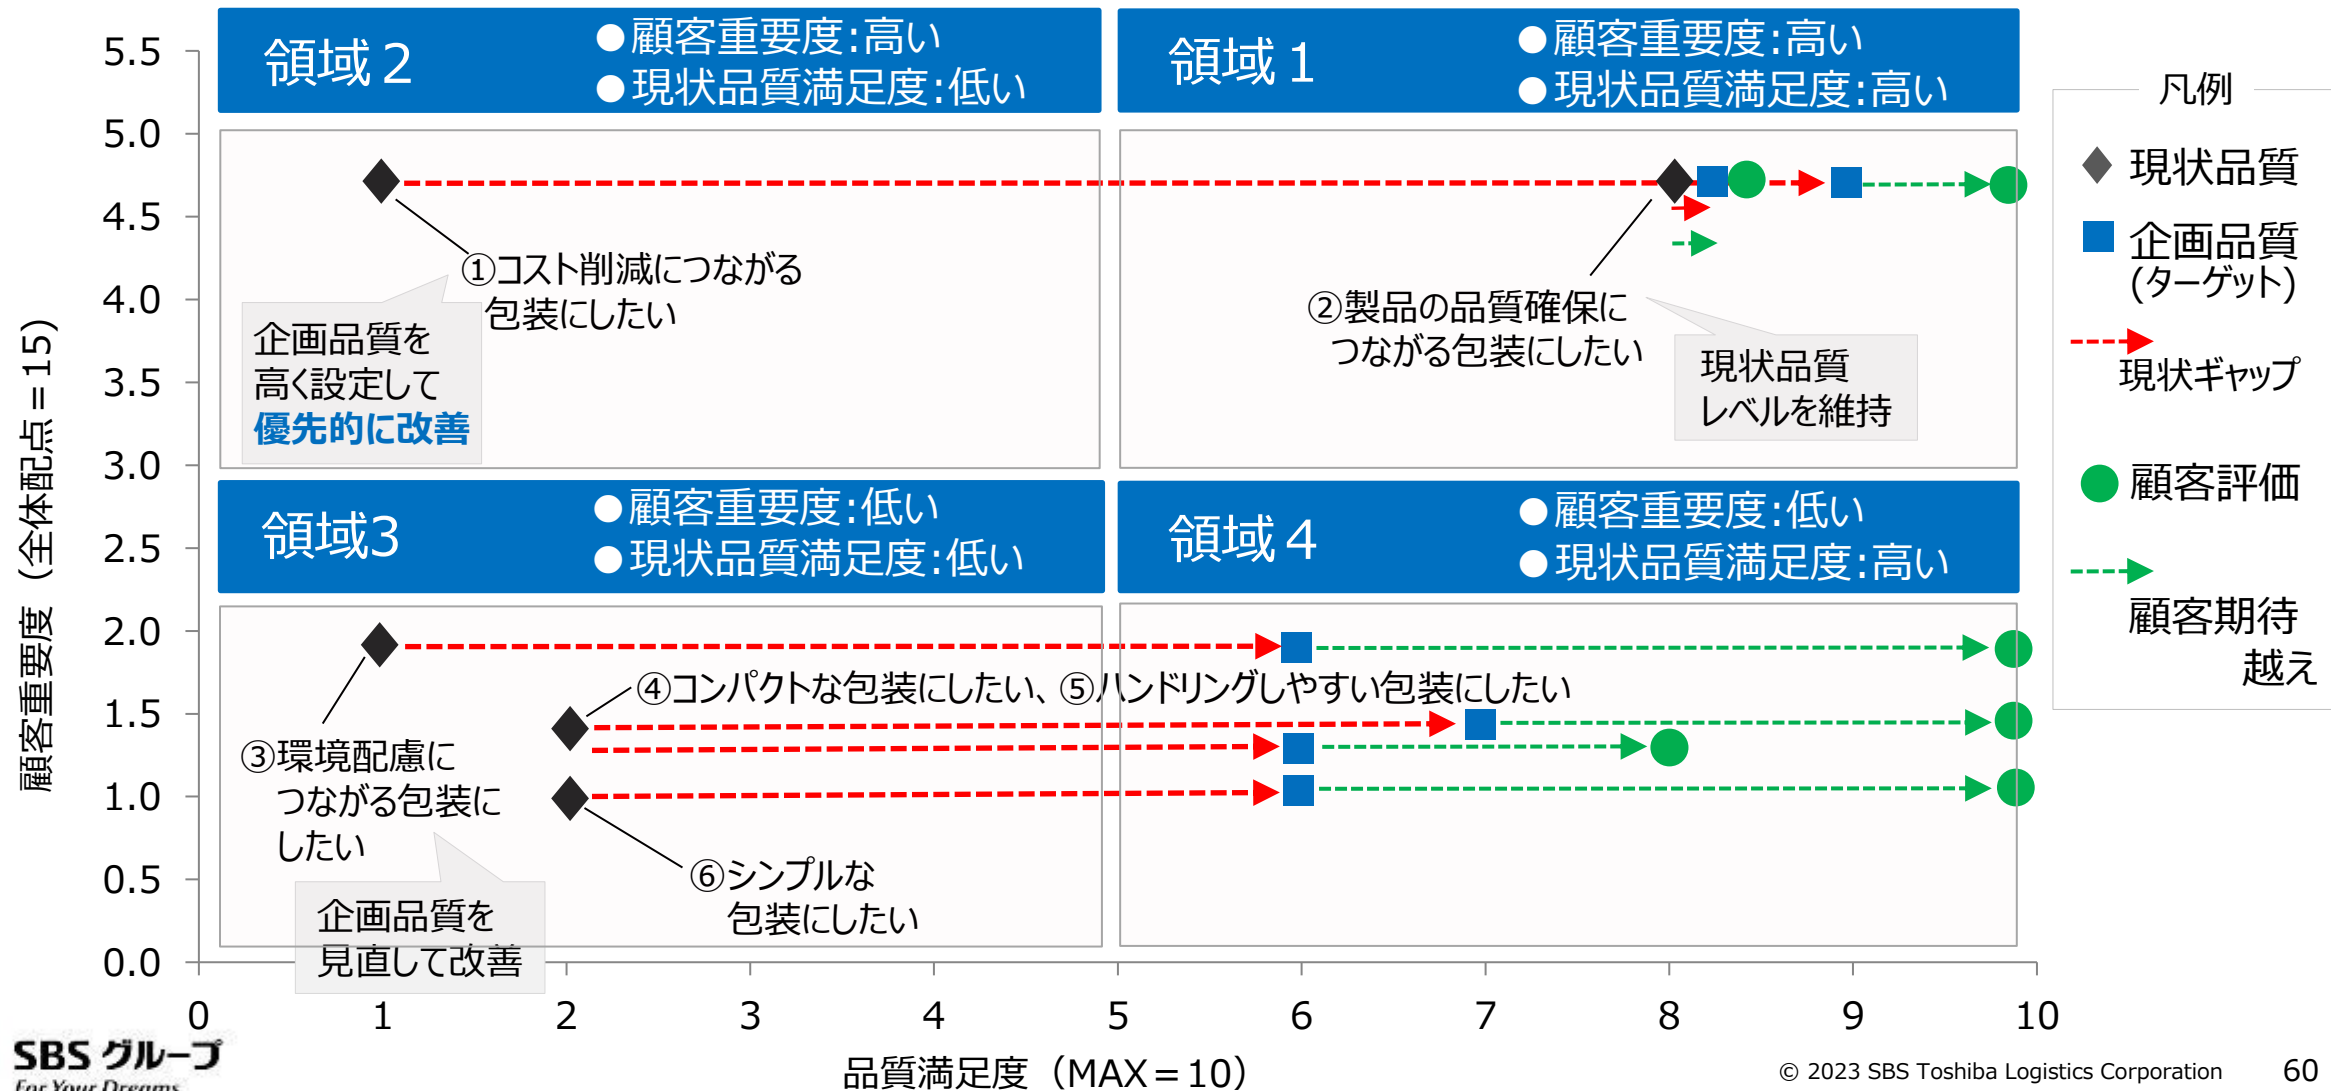 領域２
●顧客重要度:高い
●現状品質満足度:低い
領域１
●顧客重要度:高い
●現状品質満足度:高い
凡例
現状品質
企画品質
(ターゲット)
現状ギャップ
顧客評価
顧客期待
越え
5.5
5.0
4.5
4.0
3.5
3.0
2.5
2.0
1.5
1.0
0.5
0.0
顧客重要度（全体配点＝15）
①コスト削減につながる
包装にしたい
企画品質を
高く設定して
優先的に改善
②製品の品質確保に
つながる包装にしたい
現状品質
レベルを維持
領域3
●顧客重要度:低い
●現状品質満足度:低い
領域４
●顧客重要度:低い
●現状品質満足度:高い
④コンパクトな包装にしたい、⑤ハンドリングしやすい包装にしたい
③環境配慮に
つながる包装に
したい
⑥シンプルな
包装にしたい
企画品質を
見直して改善
0 1 2 3 4 5 6 7 8 9 10
品質満足度（MAX＝10）
SBS グループ
For Your Dreams
© 2023 SBS Toshiba Logistics Corporation 60